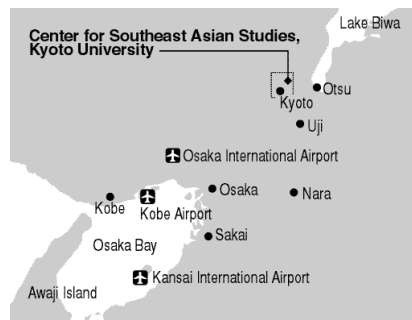 Lake Biwa
Center for Southeast Asian Studies,
Kyoto University
Otsu
Kyoto
Uji
Osaka International Airport
Osaka
Nara
Kobe
Kobe Airport
Sakai
Osaka Bay
Kansai International Airport
Awaji Island